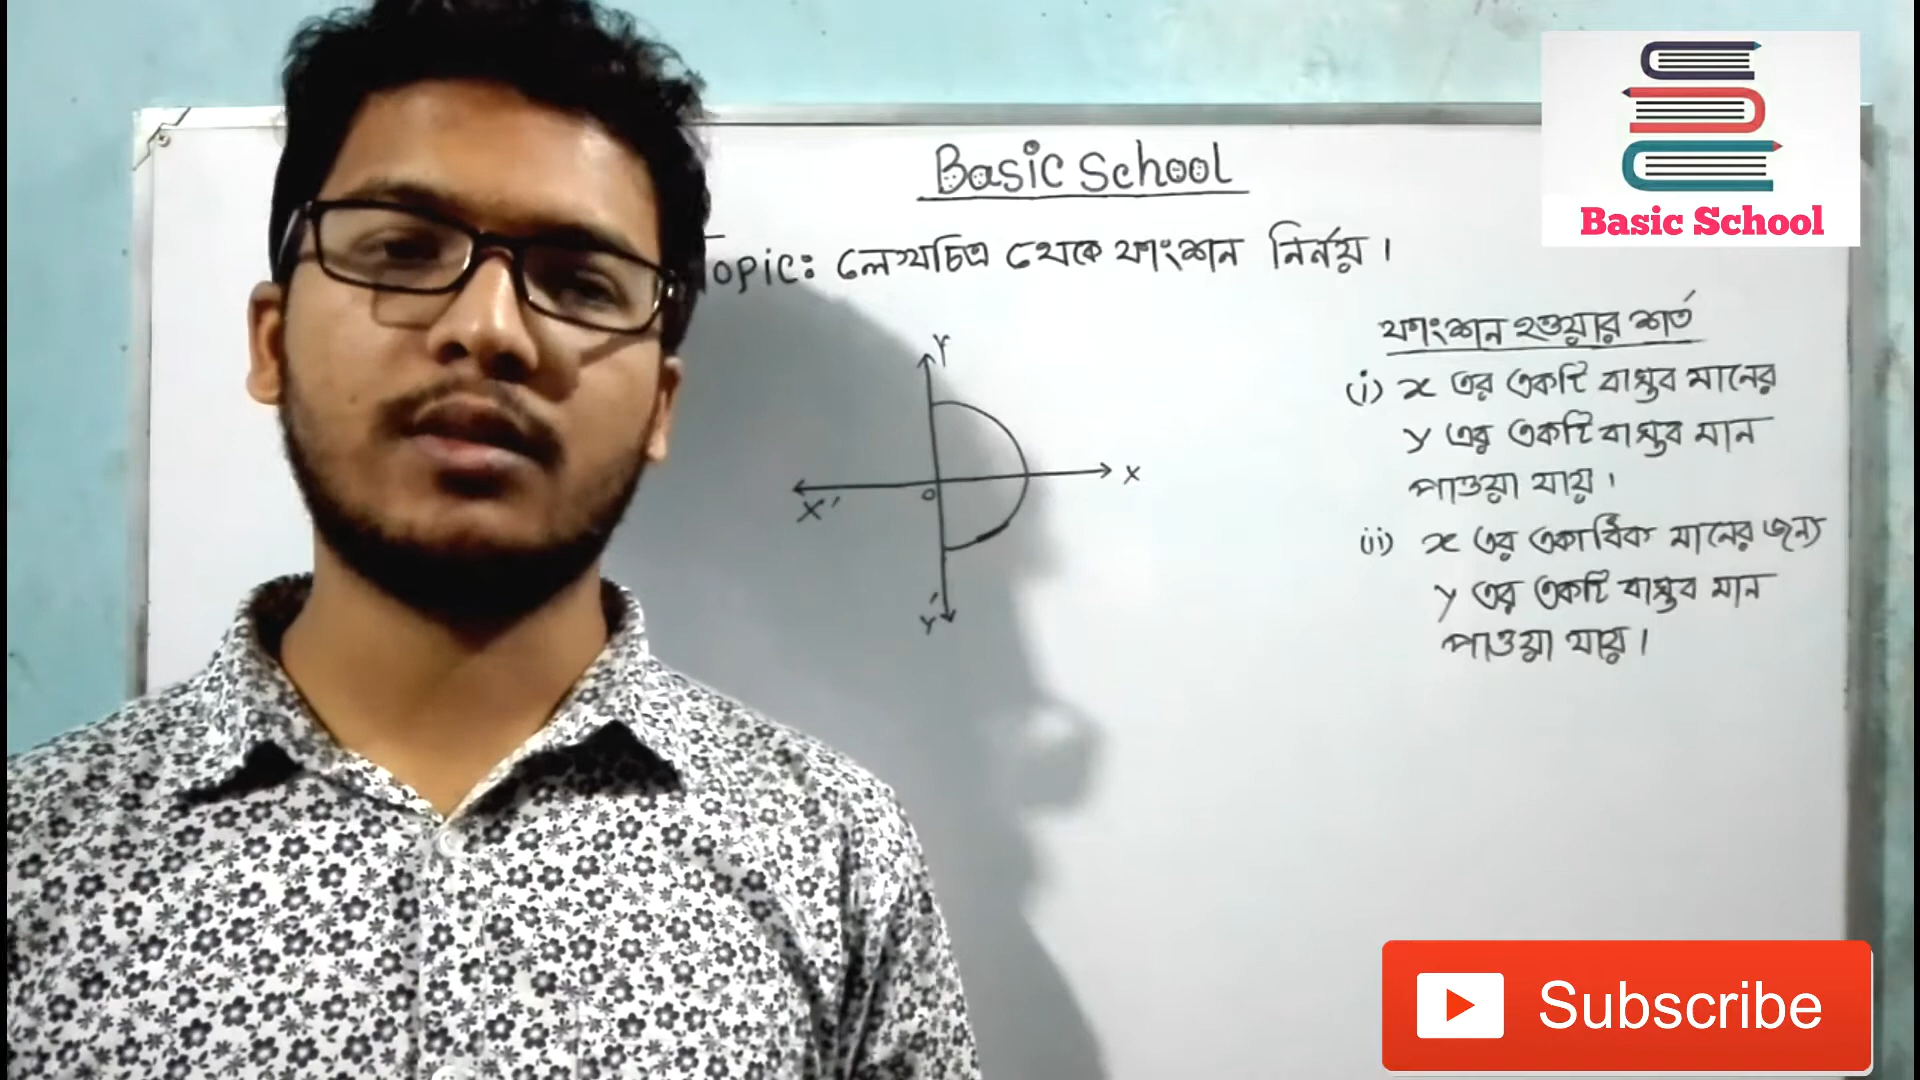 Basic School
Basic School
Topic: লেখচিত্র থেকে ফাংশন নির্নয়।
ফাংশন হওয়ার শর্ত
(i) x এর একটি বাস্তব মানের
y এর একটি বাস্তব মান
পাওয়া যায়।
(ii) x এর একাধিক মানের জন্য
y এর একটি বাস্তব মান
পাওয়া যায়।
Y
X
O
X'
Y'
Subscribe